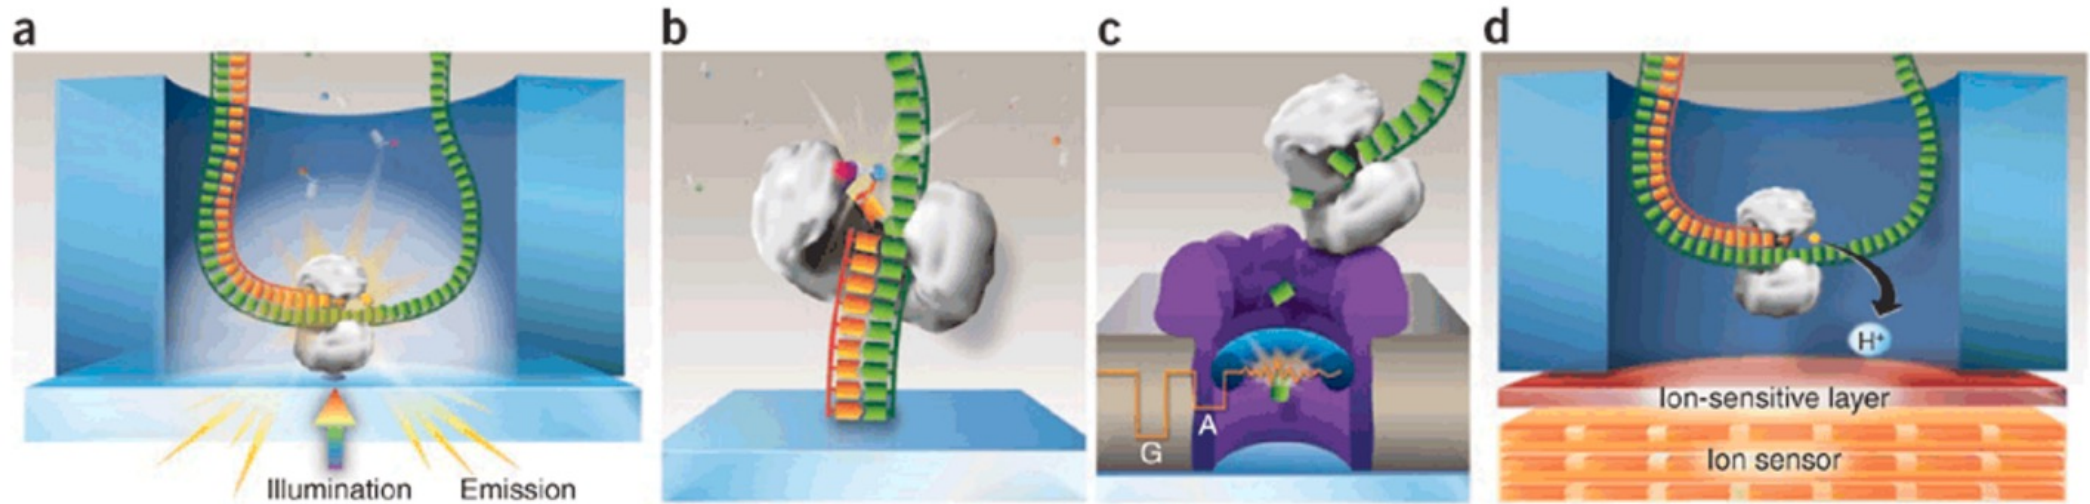 a
b
c
d
Illumination
Emission
G
A
H⁺
Ion-sensitive layer
Ion sensor